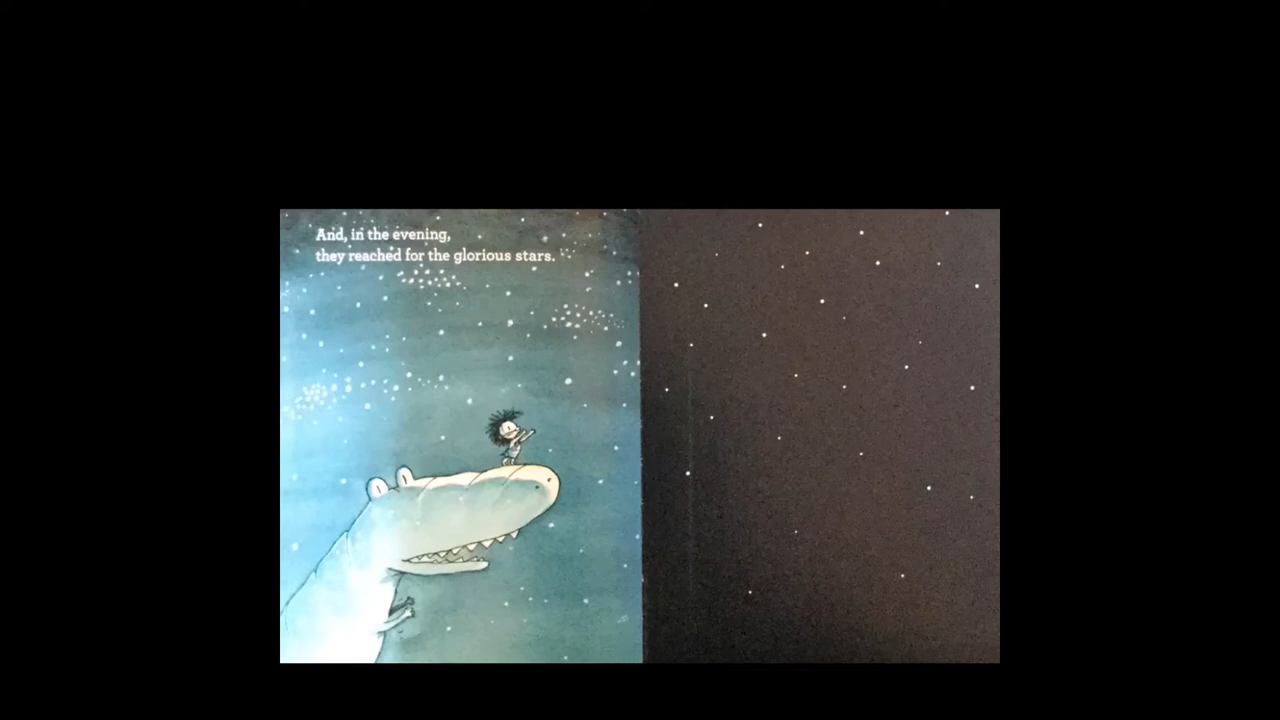 And, in the evening,
they reached for the glorious stars.